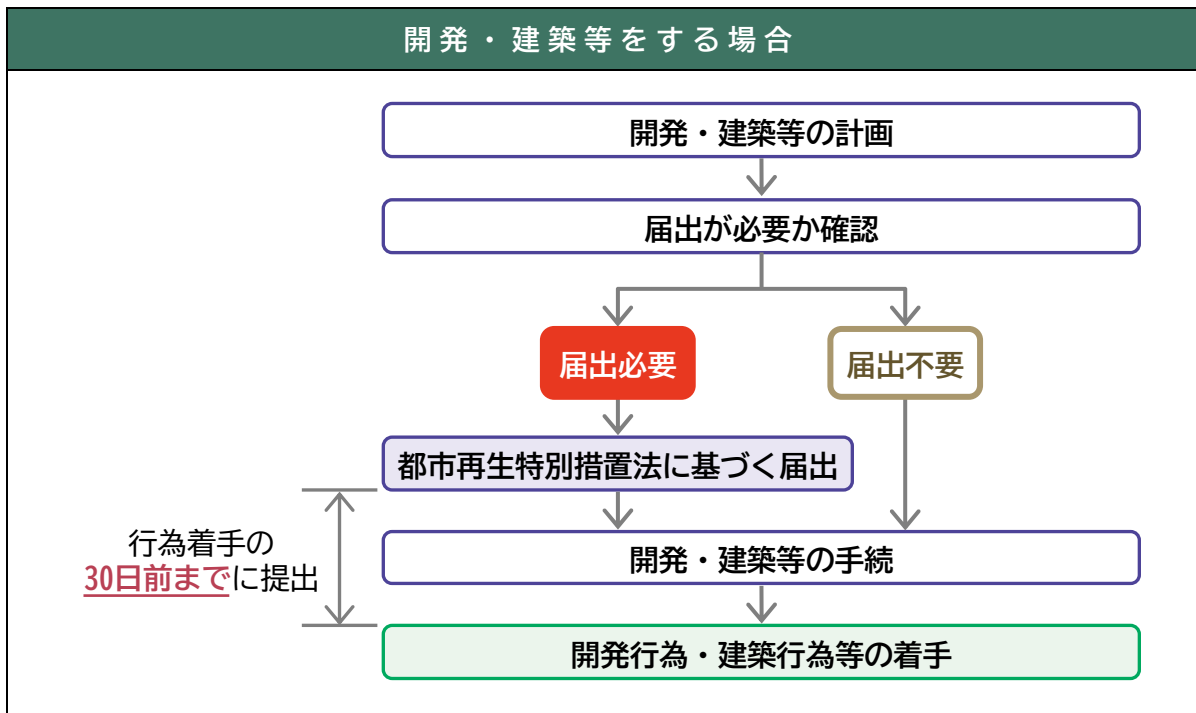 開発・建築等をする場合
開発・建築等の計画
届出が必要か確認
届出必要
届出不要
都市再生特別措置法に基づく届出
行為着手の
30日前までに提出
開発・建築等の手続
開発行為・建築行為等の着手